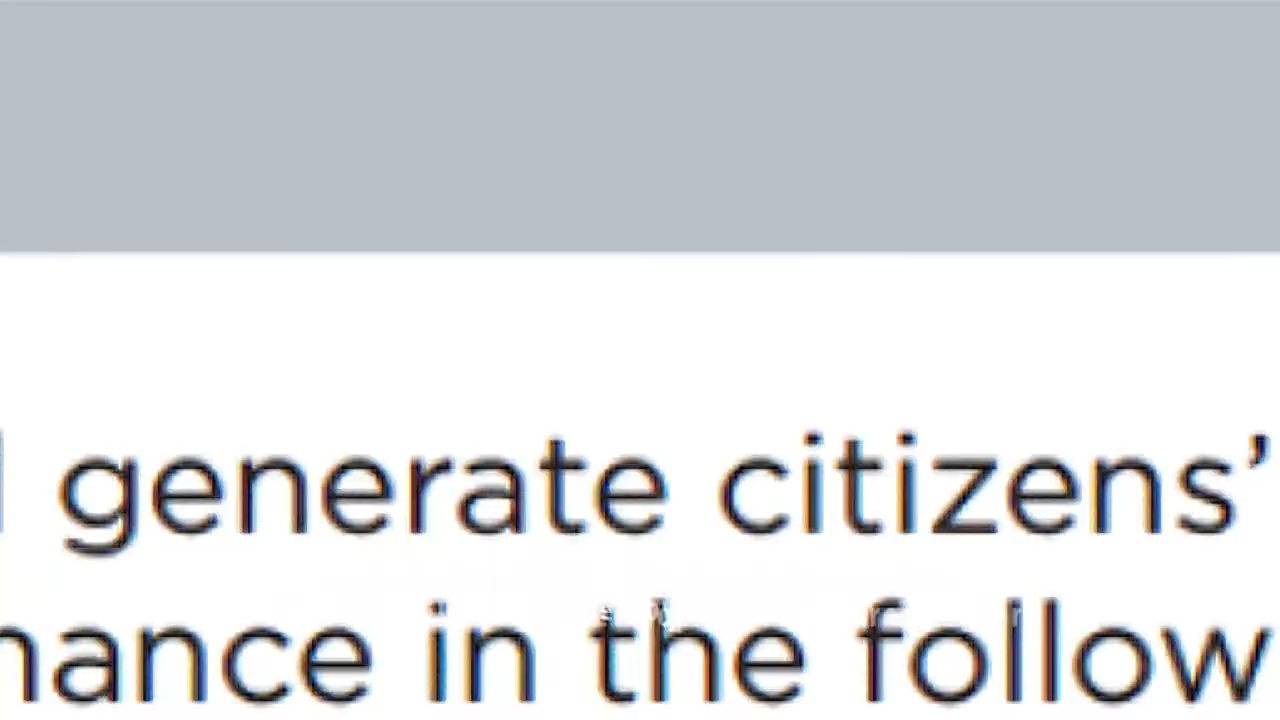 generate citizens’
nance in the follow